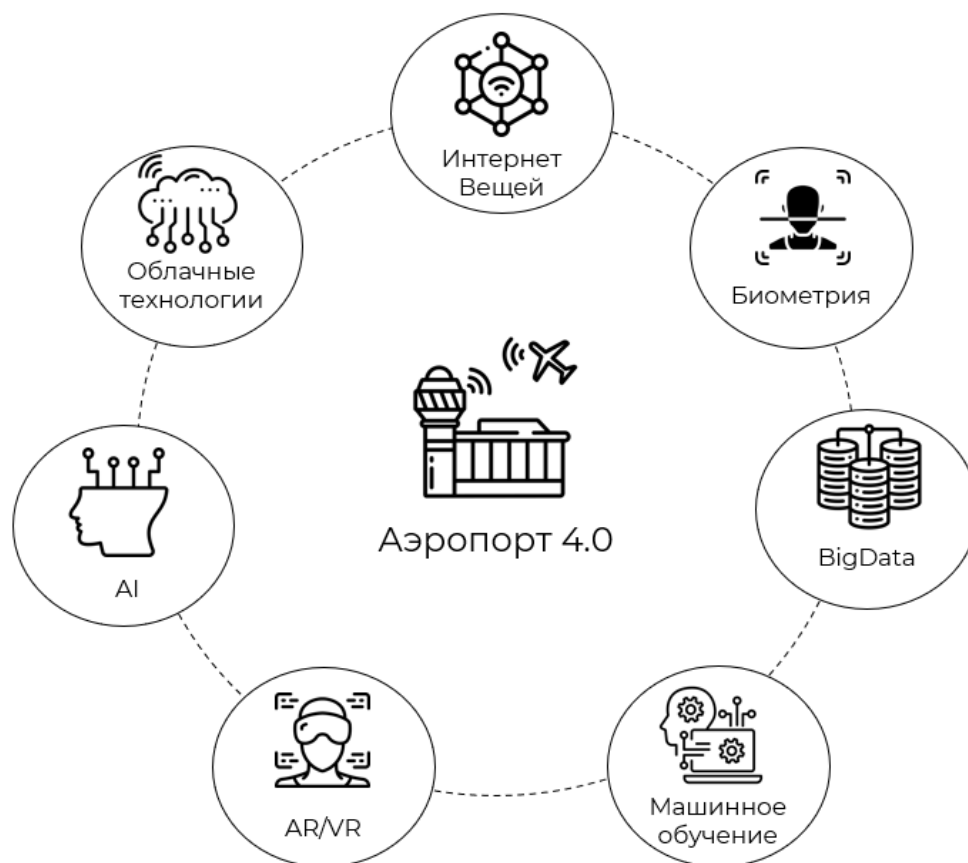 Интернет
Вещей
Облачные
технологии
Биометрия
Аэропорт 4.0
AI
BigData
AR/VR
Машинное
обучение